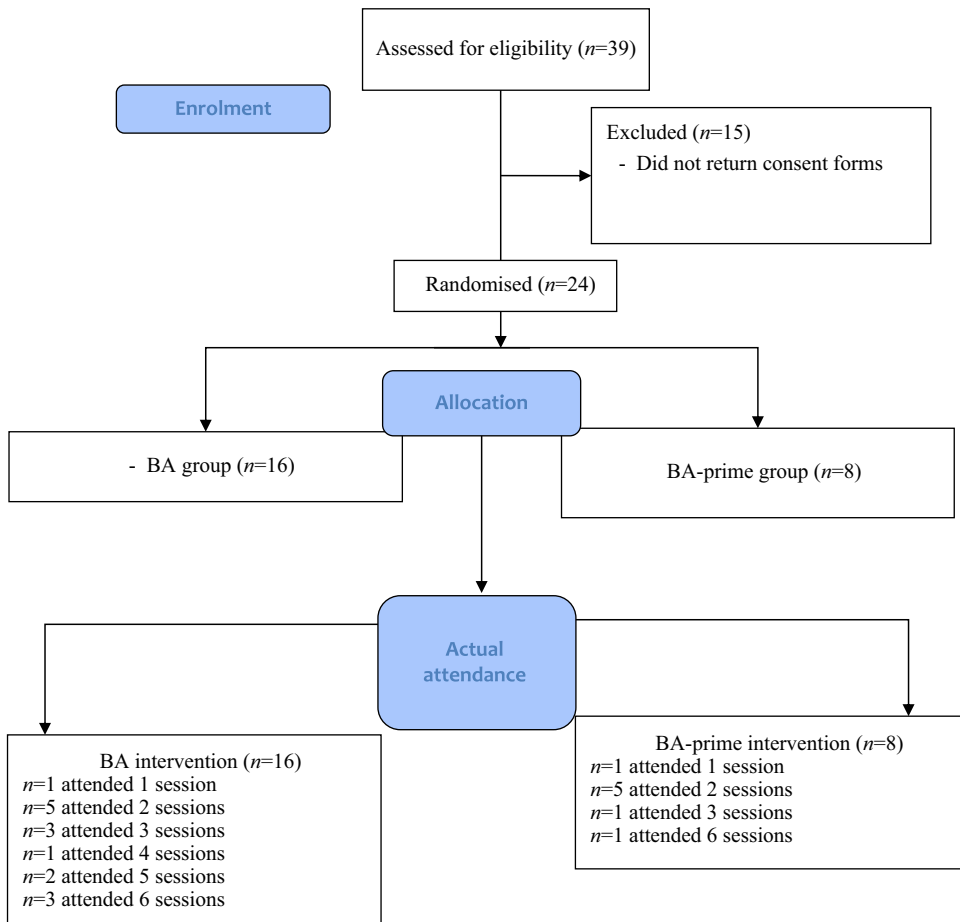 Assessed for eligibility (n=39)
Enrolment
Excluded (n=15)
- Did not return consent forms
Randomised (n=24)
Allocation
- BA group (n=16)
BA-prime group (n=8)
Actual
attendance
BA intervention (n=16)
n=1 attended 1 session
n=5 attended 2 sessions
n=3 attended 3 sessions
n=1 attended 4 sessions
n=2 attended 5 sessions
n=3 attended 6 sessions
BA-prime intervention (n=8)
n=1 attended 1 session
n=5 attended 2 sessions
n=1 attended 3 sessions
n=1 attended 6 sessions